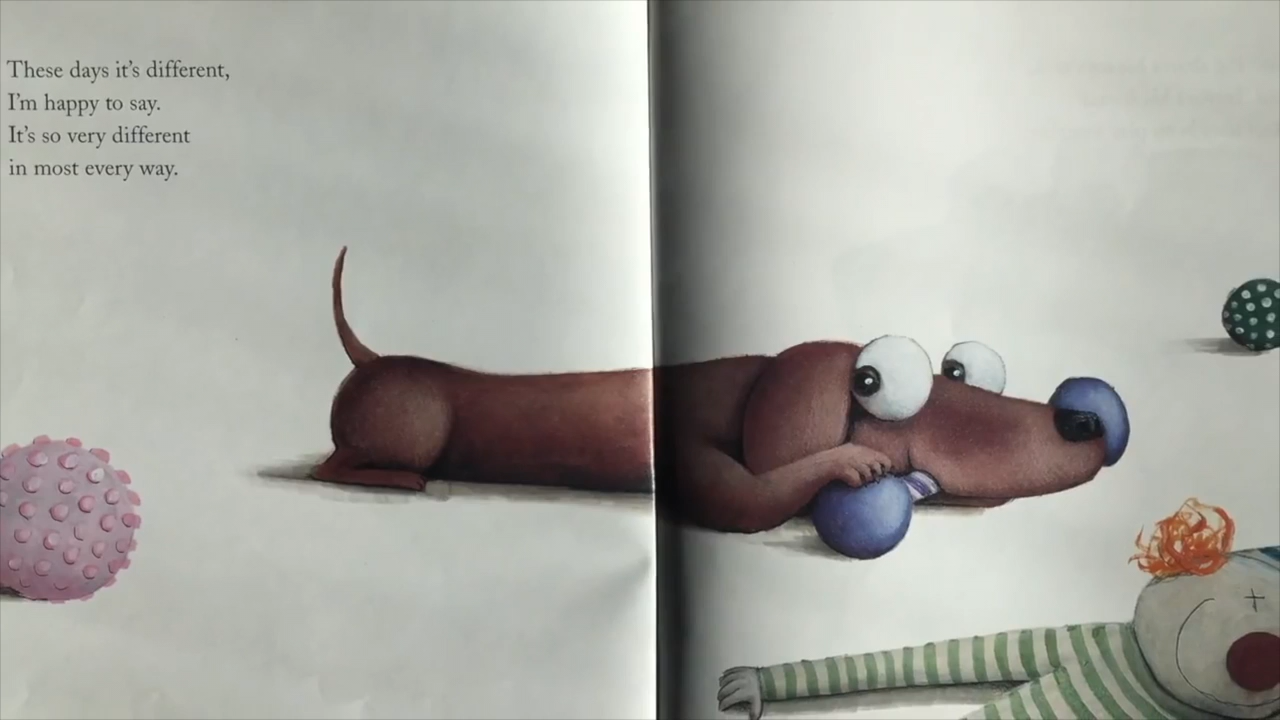 These days it's different,
I'm happy to say.
It's so very different
in most every way.